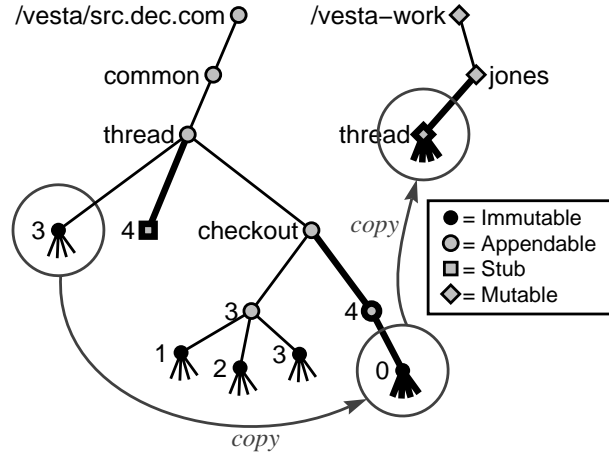 /vesta/src.dec.com
/vesta−work
common
jones
thread
thread
3
4
checkout
copy
= Immutable
= Appendable
= Stub
= Mutable
3
4
1
2
3
0
copy